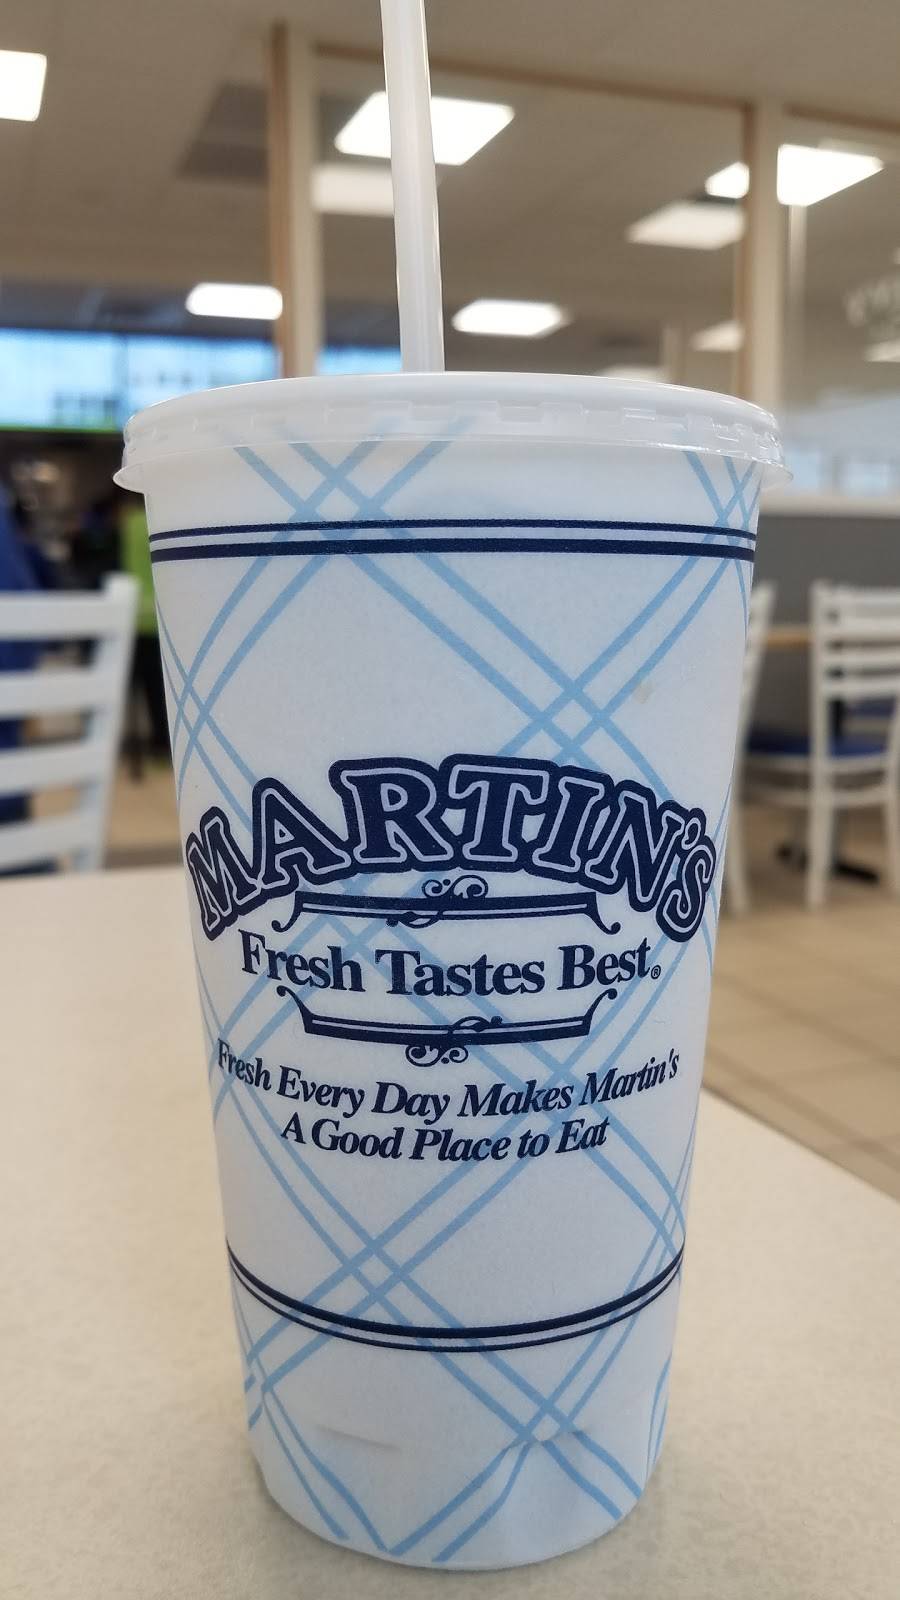 MARTIN'S
Fresh Tastes Best®
Fresh Every Day Makes Martin's
A Good Place to Eat